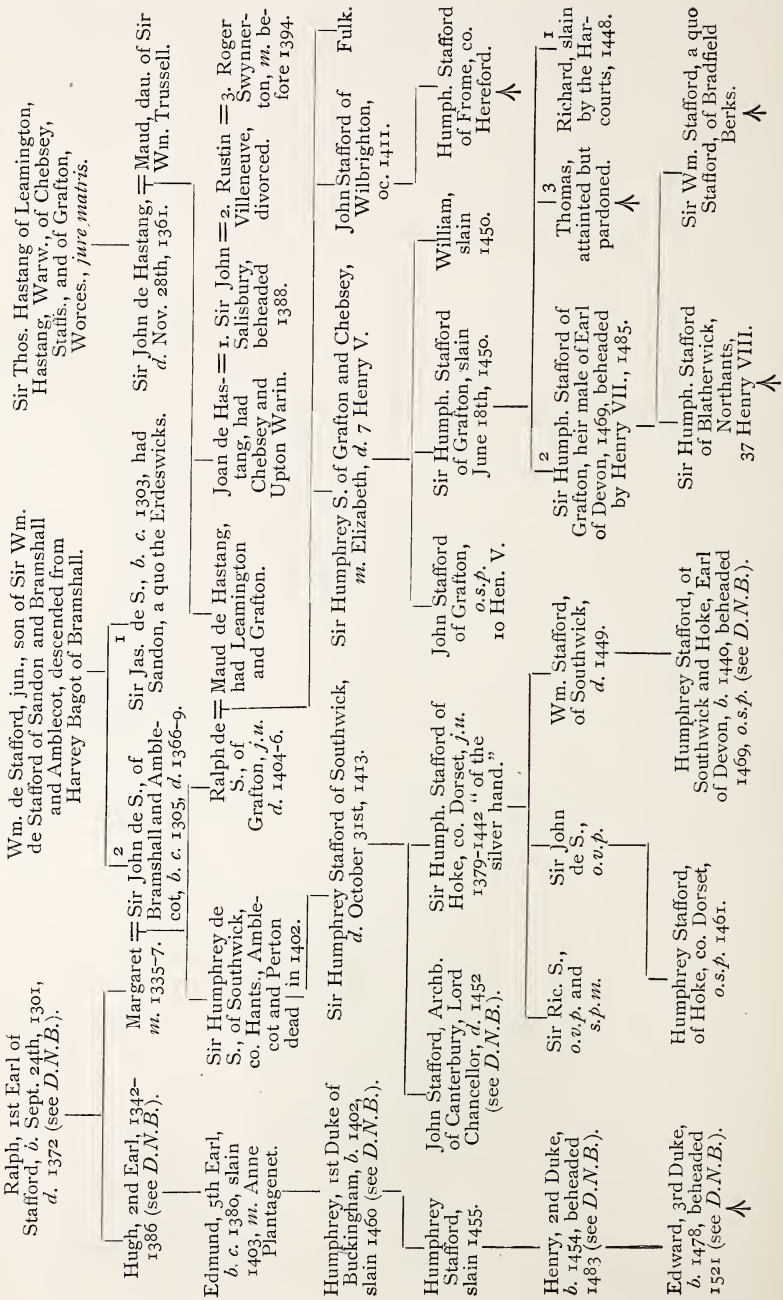 Ralph, 1st Earl of
Stafford, b. Sept. 24th, 1301,
d. 1372 (see D.N.B.).
Wm. de Stafford, jun., son of Sir Wm.
de Stafford of Sandon and Bramshall
and Amblecot, descended from
Harvey Bagot of Bramshall.
Sir Thos. Hastang of Leamington,
Hastang, Warw., of Chebsey,
Staffs., and of Grafton,
Worces., jure matris.
Hugh, 2nd Earl, 1342–
1386 (see D.N.B.).
Margaret
m. 1335-7.
2
Sir John de S., of
Bramshall and Amble-
cot, b. c. 1305, d. 1366-9.
1
Sir Jas. de S., b. c. 1303, had
Sandon, a quo the Erdeswicks.
Sir John de Hastang,
d. Nov. 28th, 1361.
Maud, dau. of Sir
Wm. Trussell.
Edmund, 5th Earl,
b. c. 1380, slain
1403, m. Anne
Plantagenet.
Sir Humphrey de
S., of Southwick,
co. Hants., Amble-
cot and Perton
dead in 1402.
Ralph de
S., of
Grafton, j.u.
d. 1404-6.
Maud de Hastang,
had Leamington
and Grafton.
Joan de Has-
tang, had
Chebsey and
Upton Warin.
= 1. Sir John
Salisbury,
beheaded
1388.
= 2. Rustin
Villeneuve,
divorced.
= 3. Roger
Swynner-
ton, m. be-
fore 1394.
Humphrey, 1st Duke of
Buckingham, b. 1402,
slain 1460 (see D.N.B.).
Sir Humphrey Stafford of Southwick,
d. October 31st, 1413.
Sir Humphrey S. of Grafton and Chebsey,
m. Elizabeth, d. 7 Henry V.
John Stafford of
Wilbrighton,
oc. 1411.
Fulk.
Humphrey
Stafford,
slain 1455.
John Stafford, Archb.
of Canterbury, Lord
Chancellor, d. 1452
(see D.N.B.).
Sir Humph. Stafford of
Hoke, co. Dorset, j.u.
1379-1442 "of the
silver hand."
John Stafford
of Grafton,
o.s.p.
10 Hen. V.
Sir Humph. Stafford
of Grafton, slain
June 18th, 1450.
William,
slain
1450.
Humph. Stafford
of Frome, co.
Hereford.
Henry, 2nd Duke,
b. 1454, beheaded
1483 (see D.N.B.).
Sir Ric. S.,
o.v.p. and
s.p.m.
Sir John
de S.,
o.v.p.
Wm. Stafford,
of Southwick,
d. 1449.
2
Sir Humph. Stafford of
Grafton, heir male of Earl
of Devon, 1469, beheaded
by Henry VII., 1485.
3
Thomas,
attainted but
pardoned.
1
Richard, slain
by the Har-
courts, 1448.
Edward, 3rd Duke,
b. 1478, beheaded
1521 (see D.N.B.).
Humphrey Stafford,
of Hoke, co. Dorset,
o.s.p. 1461.
Humphrey Stafford, of
Southwick and Hoke, Earl
of Devon, b. 1440, beheaded
1469, o.s.p. (see D.N.B.).
Sir Humph. Stafford
of Blatherwick,
Northants,
37 Henry VIII.
Sir Wm. Stafford, a quo
Stafford, of Bradfield
Berks.